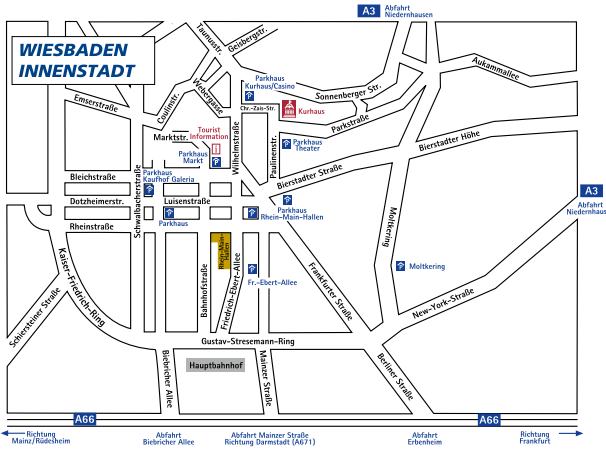 A3
Abfahrt
Niedernhausen
WIESBADEN
INNENSTADT
Taunusstr.
Geisbergstr.
Aukammallee
Parkhaus
Kurhaus/Casino
Sonnenberger Str.
Webergasse
Coulinstr.
Emserstraße
Chr.-Zais-Str.
Kurhaus
Parkstraße
Tourist
Information
i
Marktstr.
Wilhelmstraße
Paulinenstr.
Parkhaus
Theater
Bierstadter Höhe
Parkhaus
Markt
Bierstadter Straße
Bleichstraße
Schwalbacherstraße
Parkhaus
Kaufhof Galeria
A3
Abfahrt
Niedernhaus
Dotzheimerstr.
Luisenstraße
Parkhaus
Parkhaus
Rhein-Main-Hallen
Rheinstraße
Moltkering
Kaiser-Friedrich-Ring
Rhein-Main-
Hallen
Bahnhofstraße
Friedrich-Ebert-Allee
Fr.-Ebert-Allee
Frankfurter Straße
Moltkering
Schiersteiner Straße
New-York-Straße
Gustav-Stresemann-Ring
Hauptbahnhof
Biebricher Allee
Mainzer Straße
Berliner Straße
A66
A66
Richtung
Mainz/Rüdesheim
Abfahrt
Biebricher Allee
Abfahrt Mainzer Straße
Richtung Darmstadt (A671)
Abfahrt
Erbenheim
Richtung
Frankfurt